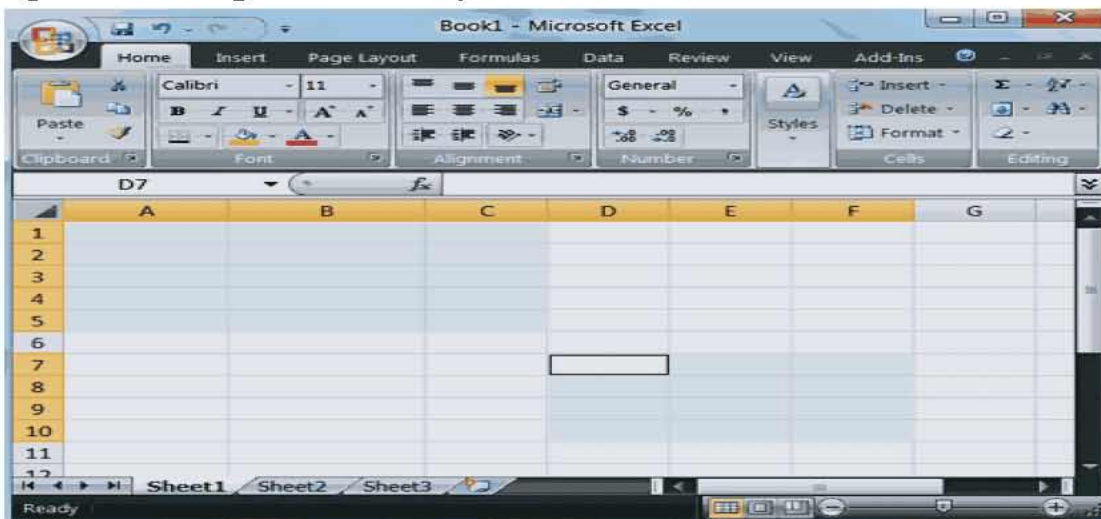 Book1 - Microsoft Excel
Home Insert Page Layout Formulas Data Review View Add-Ins
Calibri 11 General Insert
B I U A A $ % , Delete
Paste A Styles Format
Clipboard Font Alignment Number Cells Editing
D7 fx
A B C D E F G
1
2
3
4
5
6
7
8
9
10
11
12
Sheet1 Sheet2 Sheet3
Ready